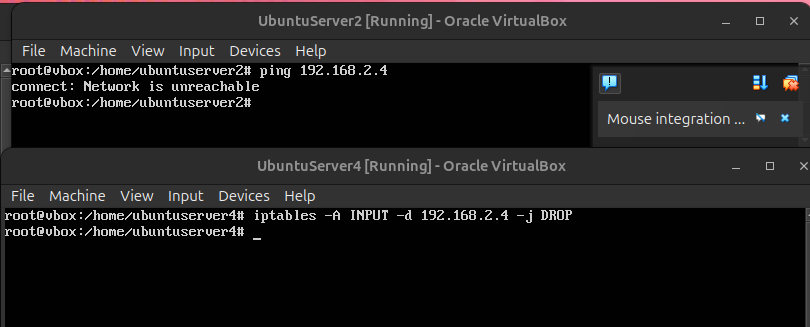 UbuntuServer2 [Running] - Oracle VirtualBox
File Machine View Input Devices Help
root@vbox:/home/ubuntuserver2# ping 192.168.2.4
connect: Network is unreachable
root@vbox:/home/ubuntuserver2#
Mouse integration ...
UbuntuServer4 [Running] - Oracle VirtualBox
File Machine View Input Devices Help
root@vbox:/home/ubuntuserver4# iptables -A INPUT -d 192.168.2.4 -j DROP
root@vbox:/home/ubuntuserver4# _